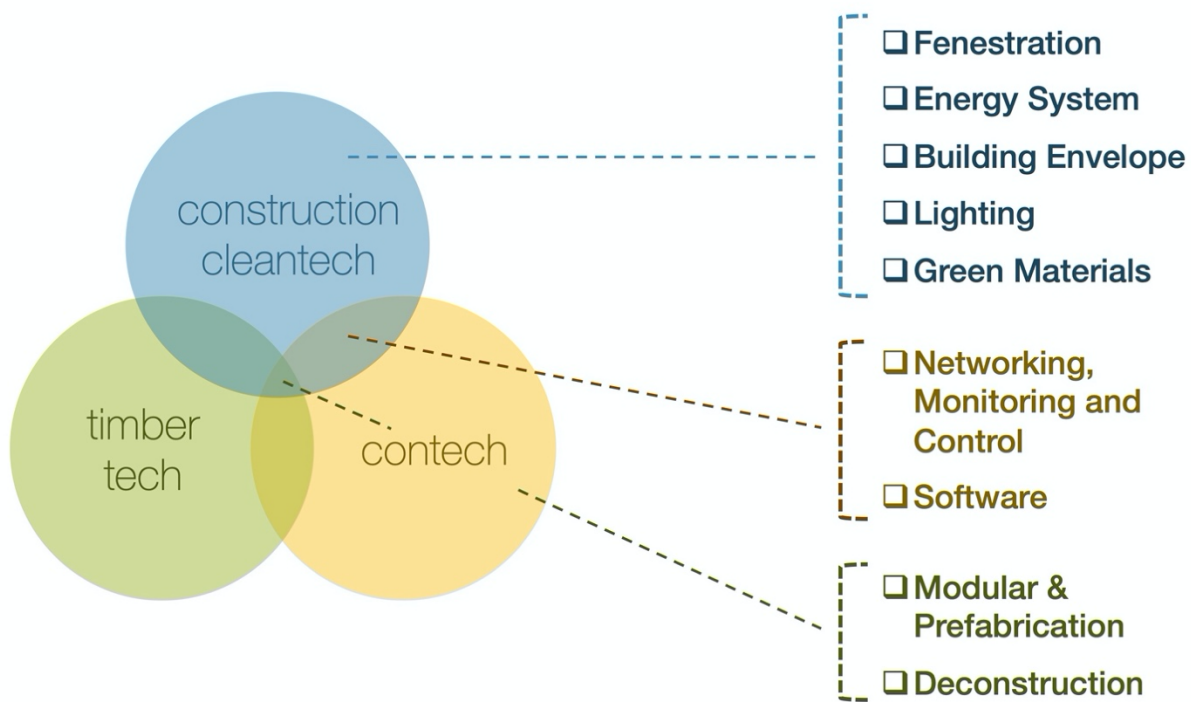 construction
cleantech
timber
tech
contech
❑ Fenestration
❑ Energy System
❑ Building Envelope
❑ Lighting
❑ Green Materials
❑ Networking,
Monitoring and
Control
❑ Software
❑ Modular &
Prefabrication
❑ Deconstruction